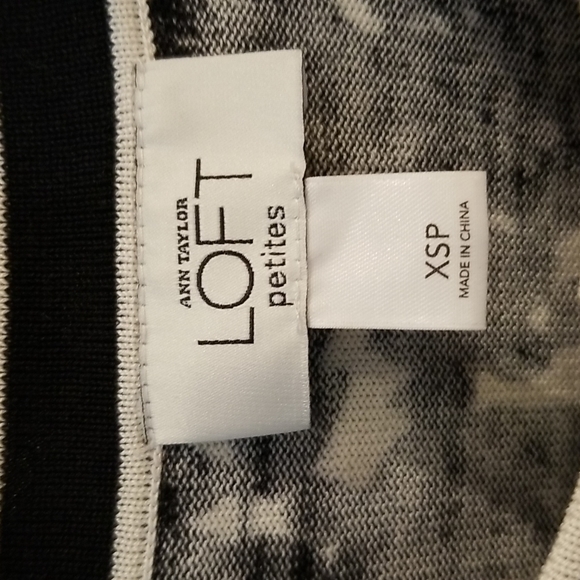 ANN TAYLOR
LOFT
petites
XSP
MADE IN CHINA